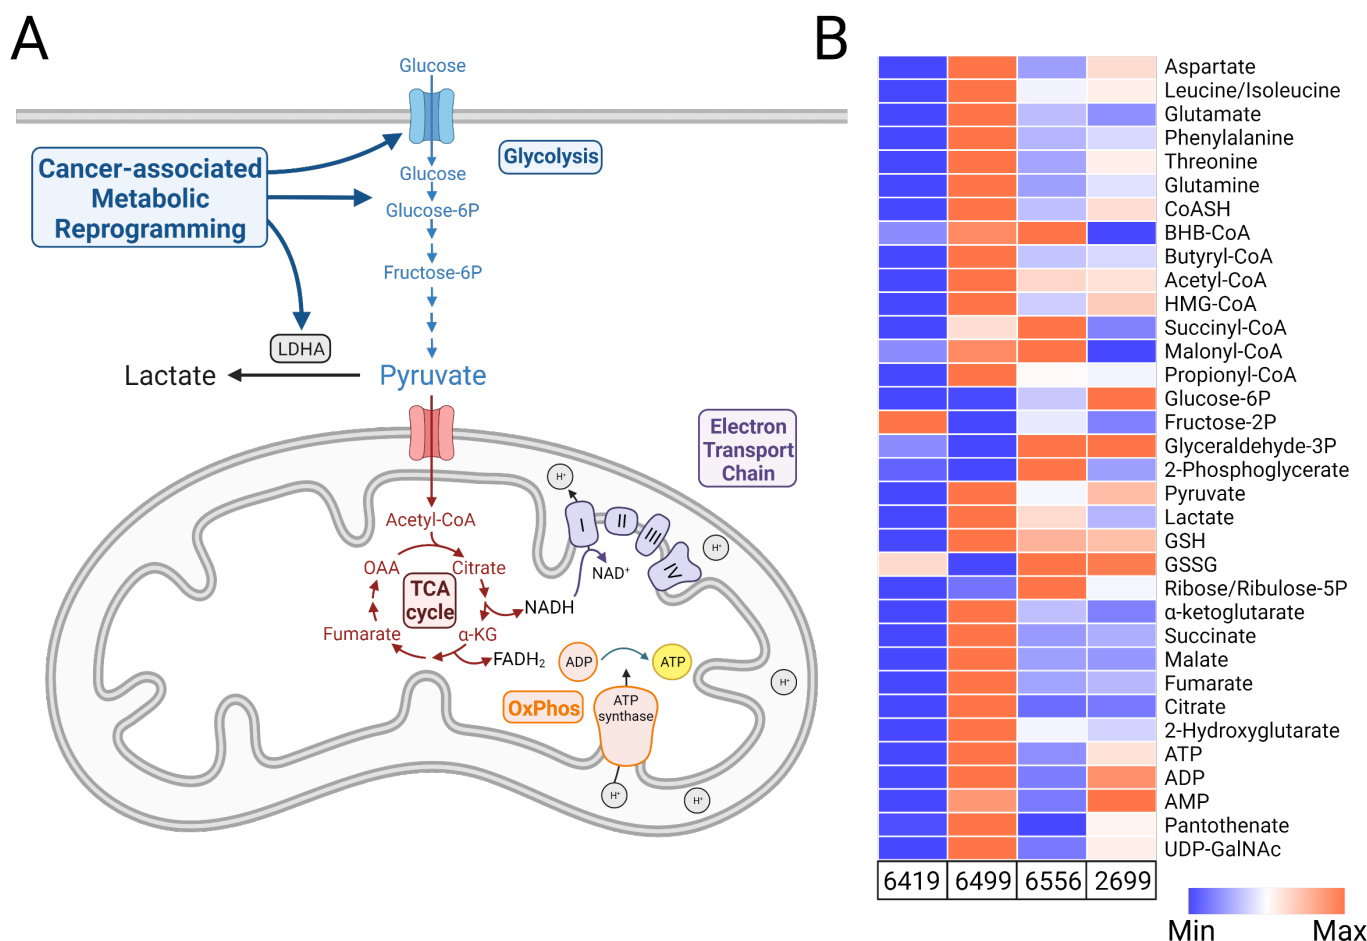 A
Glucose
Glycolysis
Cancer-associated
Metabolic
Reprogramming
Glucose
Glucose-6P
Fructose-6P
LDHA
Lactate
Pyruvate
Electron
Transport
Chain
H⁺
Acetyl-CoA
I
II
III
IV
H⁺
NAD⁺
OAA
Citrate
TCA
cycle
NADH
Fumarate
α-KG
FADH₂
ADP
ATP
H⁺
OxPhos
ATP
synthase
H⁺
H⁺
B
Aspartate
Leucine/Isoleucine
Glutamate
Phenylalanine
Threonine
Glutamine
CoASH
BHB-CoA
Butyryl-CoA
Acetyl-CoA
HMG-CoA
Succinyl-CoA
Malonyl-CoA
Propionyl-CoA
Glucose-6P
Fructose-2P
Glyceraldehyde-3P
2-Phosphoglycerate
Pyruvate
Lactate
GSH
GSSG
Ribose/Ribulose-5P
α-ketoglutarate
Succinate
Malate
Fumarate
Citrate
2-Hydroxyglutarate
ATP
ADP
AMP
Pantothenate
UDP-GalNAc
6419 6499 6556 2699
Min Max